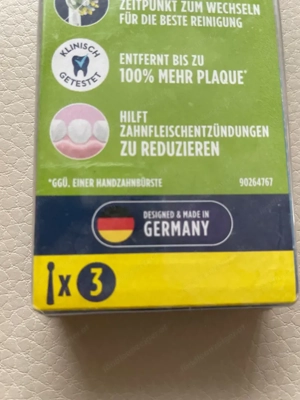 ZEITPUNKT ZUM WECHSELN
FÜR DIE BESTE REINIGUNG
KLINISCH
GETESTET
ENTFERNT BIS ZU
100% MEHR PLAQUE*
HILFT
ZAHNFLEISCHENTZÜNDUNGEN
ZU REDUZIEREN
*GGÜ. EINER HANDZAHNBÜRSTE
90264767
DESIGNED & MADE IN
GERMANY
x 3